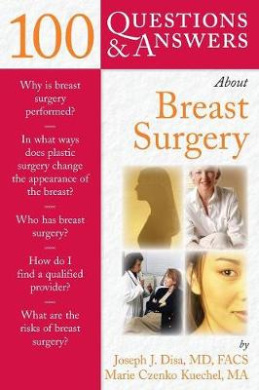 100 QUESTIONS
& ANSWERS
About
Breast
Surgery
Why is breast
surgery
performed?
In what ways
does plastic
surgery change
the appearance of
the breast?
Who has breast
surgery?
How do I
find a qualified
provider?
What are the
risks of breast
surgery?
by
Joseph J. Disa, MD, FACS
Marie Czenko Kuechel, MA